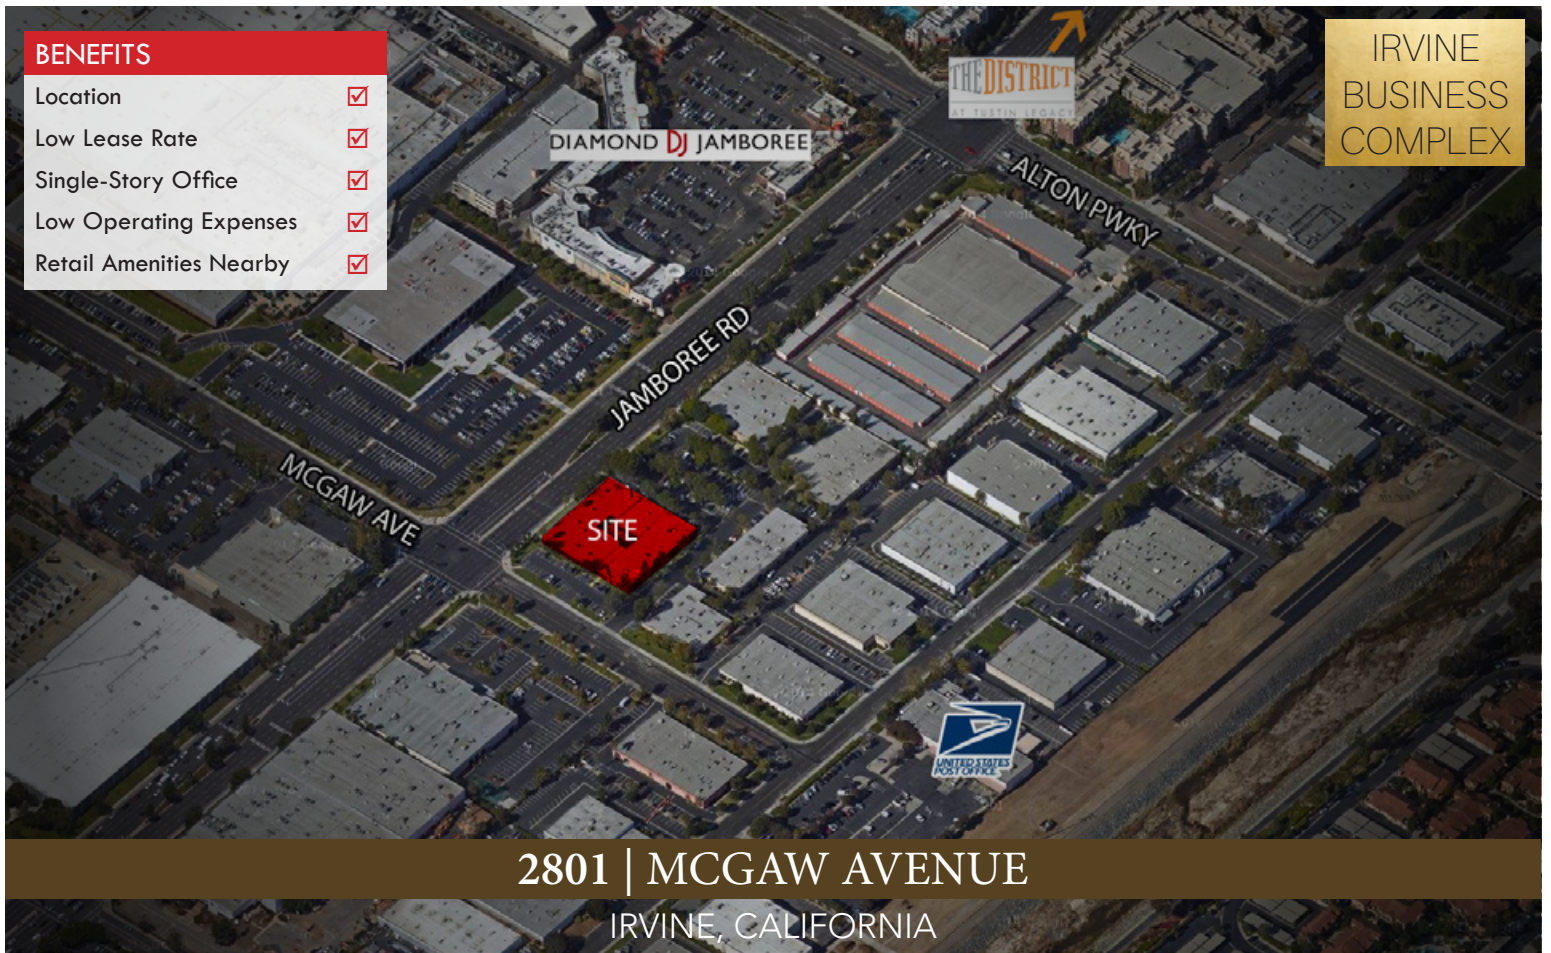 BENEFITS
Location
Low Lease Rate
Single-Story Office
Low Operating Expenses
Retail Amenities Nearby
THE DISTRICT
AT TUSTIN LEGACY
IRVINE
BUSINESS
COMPLEX
DIAMOND DJ JAMBOREE
ALTON PWKY
JAMBOREE RD
MCGAW AVE
SITE
UNITED STATES
POST OFFICE
2801 | MCGAW AVENUE
IRVINE, CALIFORNIA